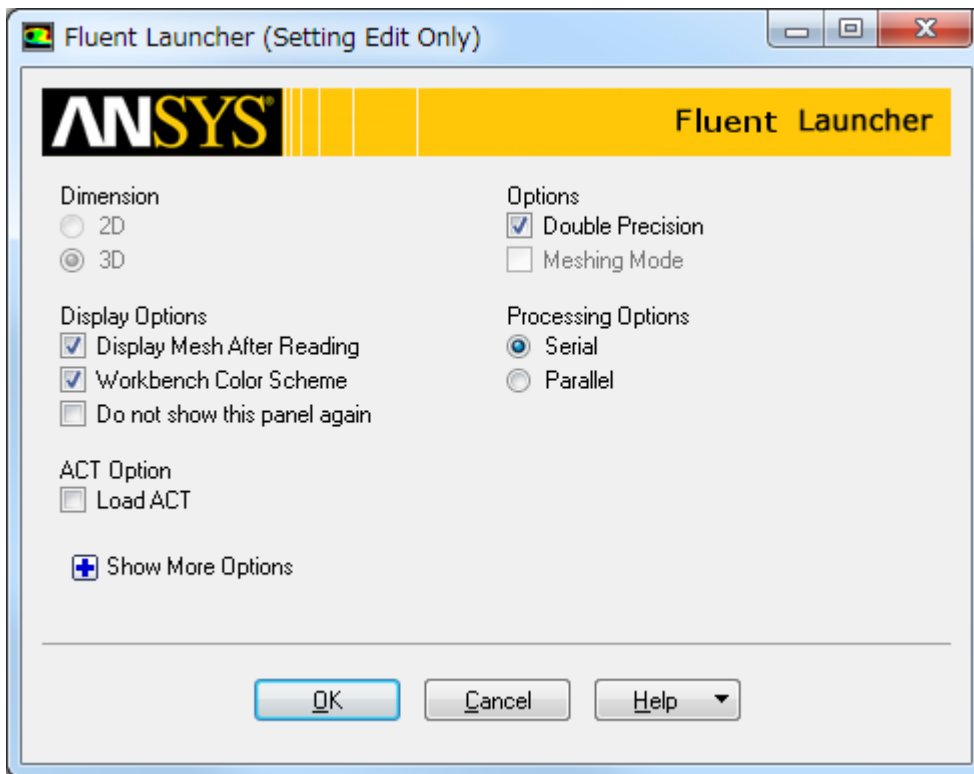 Fluent Launcher (Setting Edit Only)
ANSYS®
Fluent Launcher
Dimension
2D
3D
Options
Double Precision
Meshing Mode
Display Options
Display Mesh After Reading
Workbench Color Scheme
Do not show this panel again
Processing Options
Serial
Parallel
ACT Option
Load ACT
Show More Options
OK
Cancel
Help